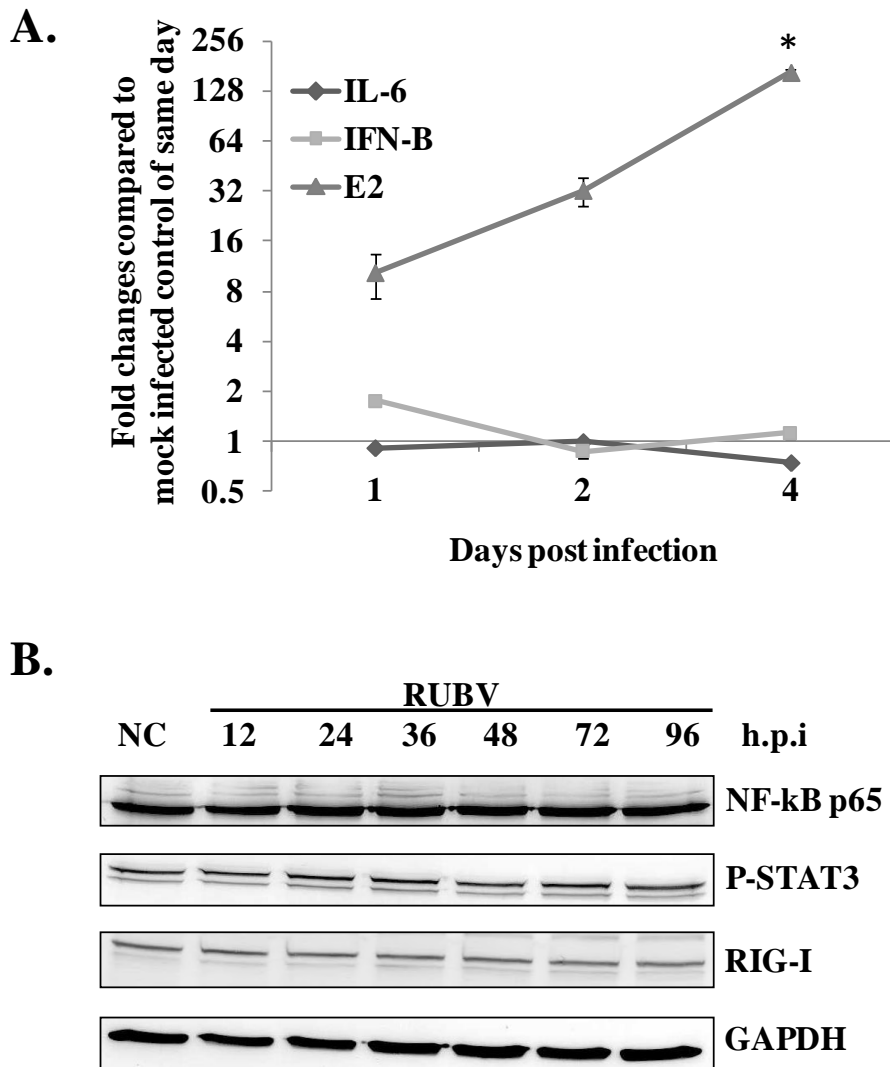 A.
Fold changes compared to
mock infected control of same day
256
128
64
32
16
8
4
2
1
0.5
IL-6
IFN-B
E2
*
1 2 4
Days post infection
B.
RUBV
NC 12 24 36 48 72 96 h.p.i
NF-kB p65
P-STAT3
RIG-I
GAPDH